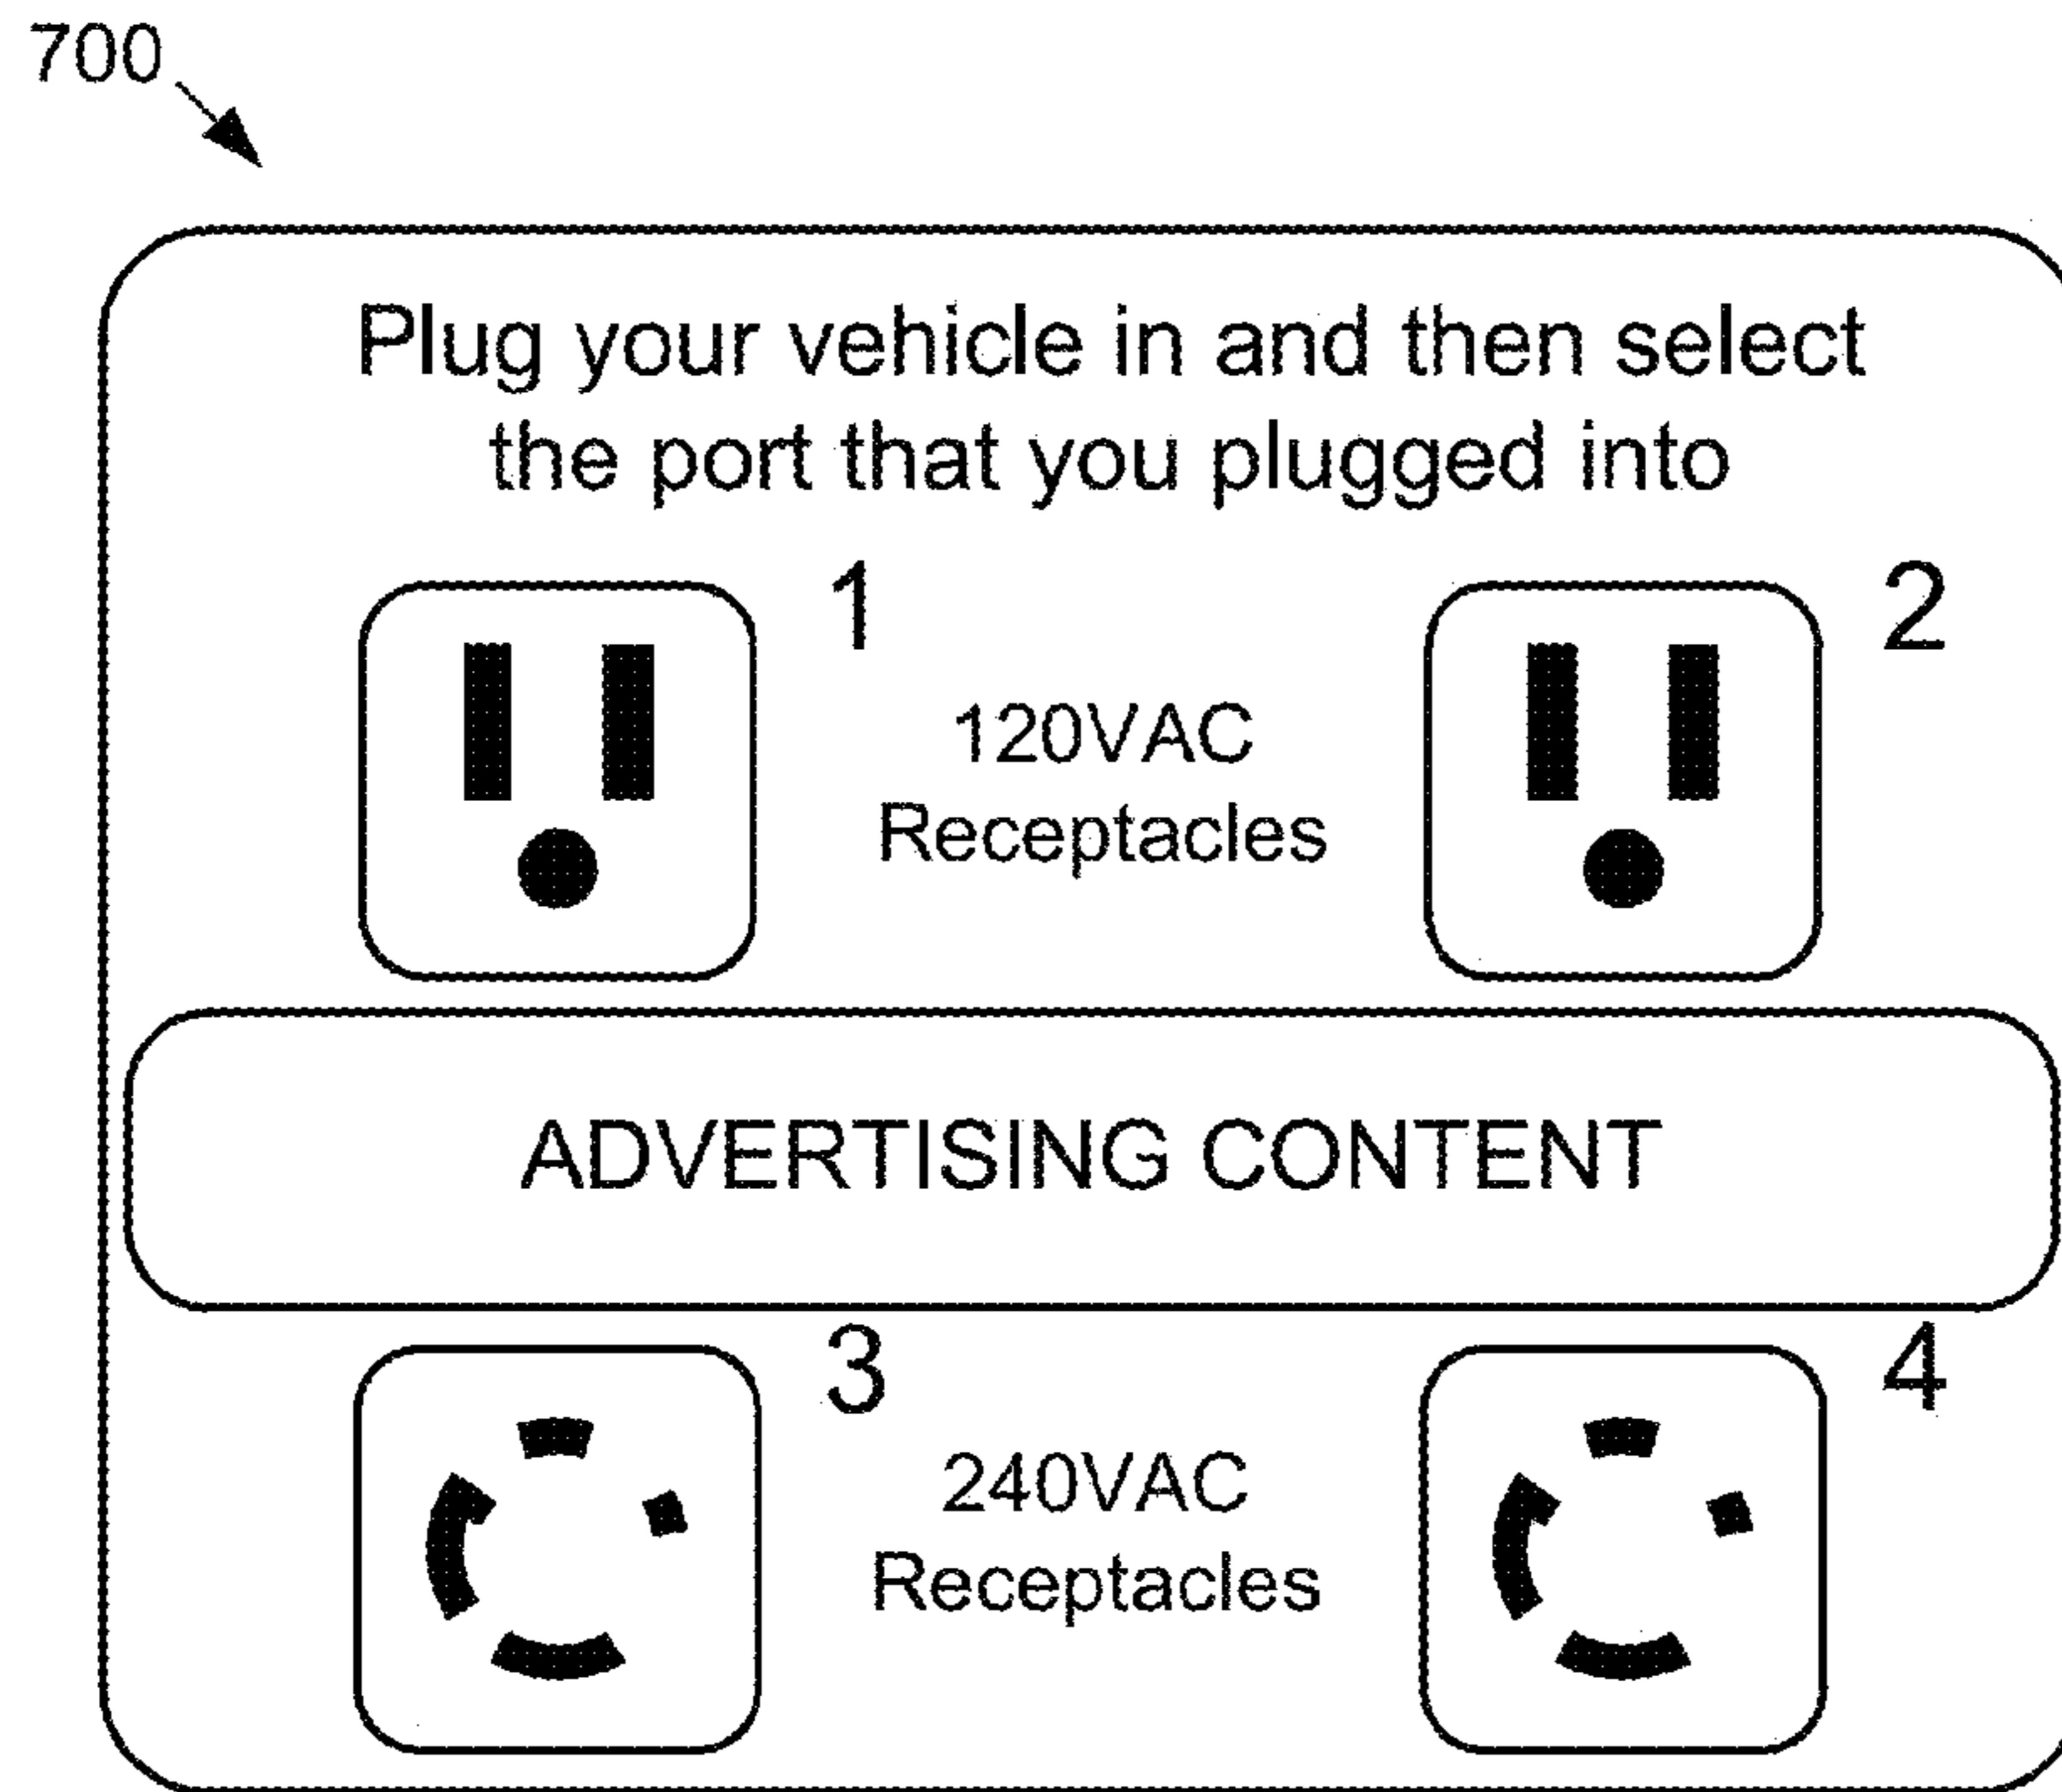 700
Plug your vehicle in and then select
the port that you plugged into
1
2
120VAC
Receptacles
ADVERTISING CONTENT
3
4
240VAC
Receptacles